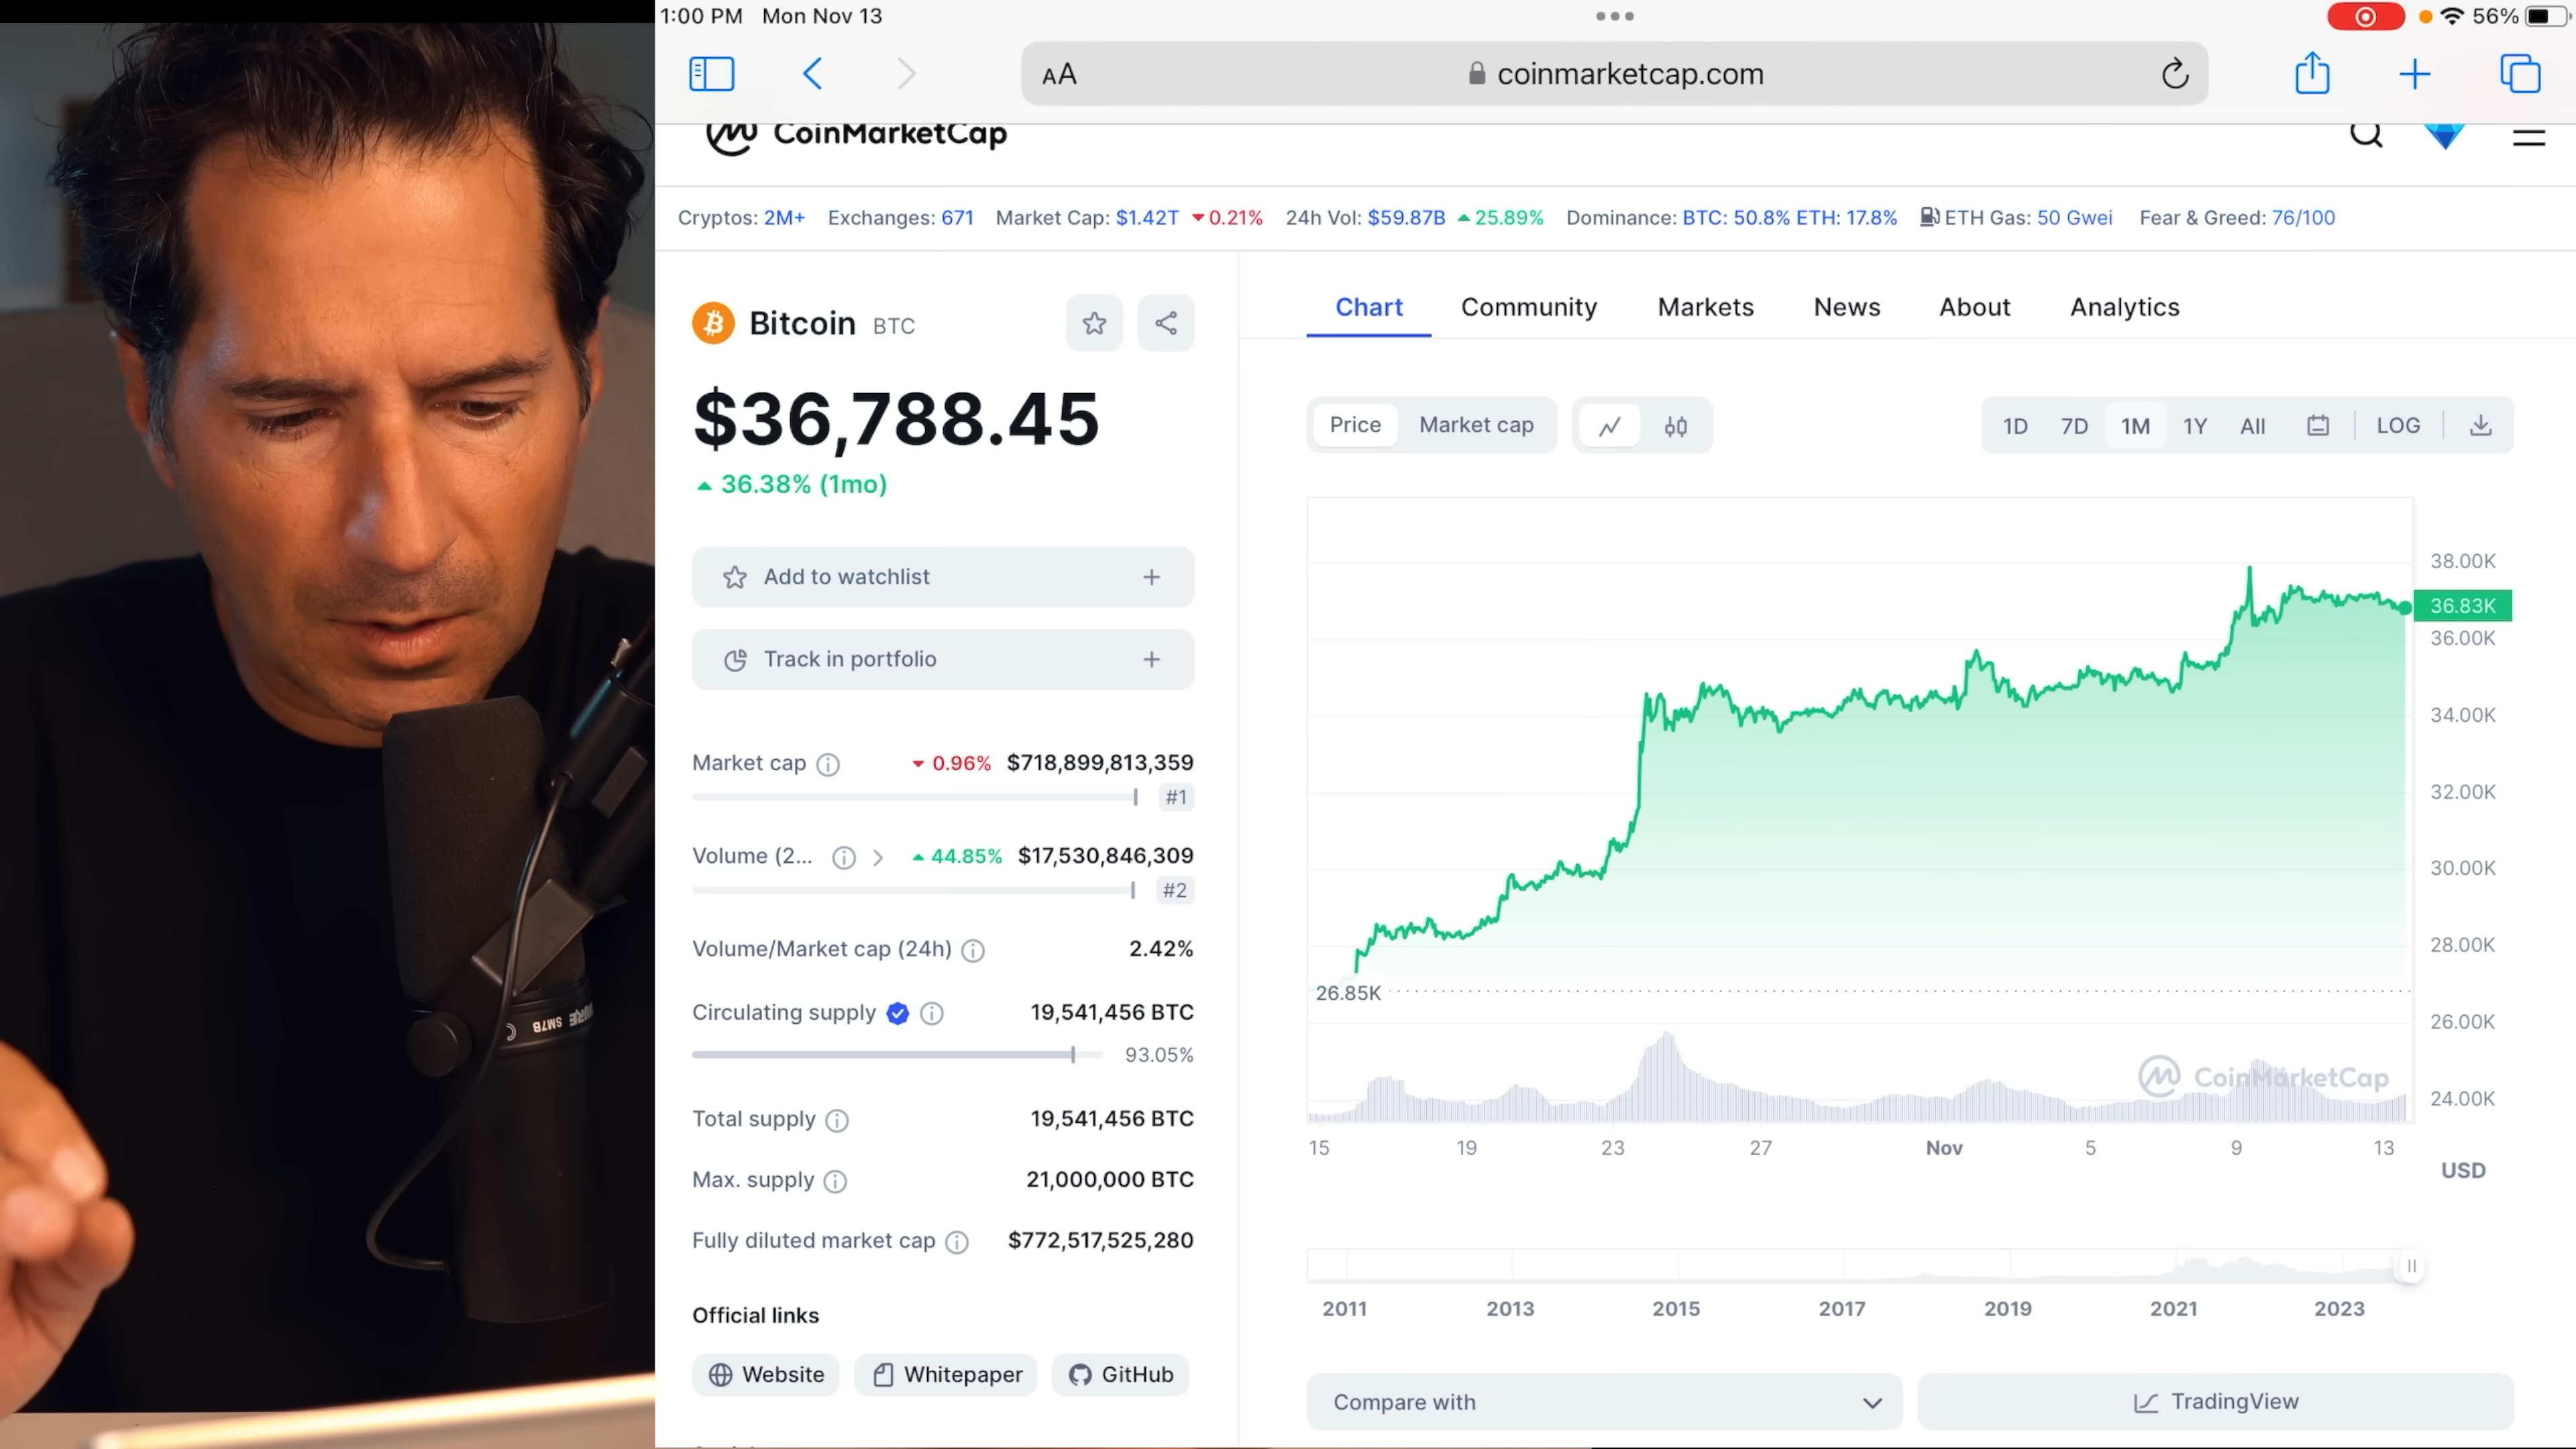 1:00 PM Mon Nov 13
56%
AA
coinmarketcap.com
CoinMarketCap
Cryptos: 2M+ Exchanges: 671 Market Cap: $1.42T 0.21% 24h Vol: $59.87B 25.89% Dominance: BTC: 50.8% ETH: 17.8% ETH Gas: 50 Gwei Fear & Greed: 76/100
Bitcoin BTC
$36,788.45
36.38% (1mo)
Add to watchlist +
Track in portfolio +
Market cap 0.96% $718,899,813,359
#1
Volume (2... 44.85% $17,530,846,309
#2
Volume/Market cap (24h) 2.42%
Circulating supply 19,541,456 BTC
93.05%
Total supply 19,541,456 BTC
Max. supply 21,000,000 BTC
Fully diluted market cap $772,517,525,280
Official links
Website Whitepaper GitHub
Chart Community Markets News About Analytics
Price Market cap
1D 7D 1M 1Y All LOG
38.00K
36.83K
36.00K
34.00K
32.00K
30.00K
28.00K
26.85K
26.00K
CoinMarketCap
24.00K
15 19 23 27 Nov 5 9 13
USD
2011 2013 2015 2017 2019 2021 2023
Compare with
TradingView
SHURE SM7B